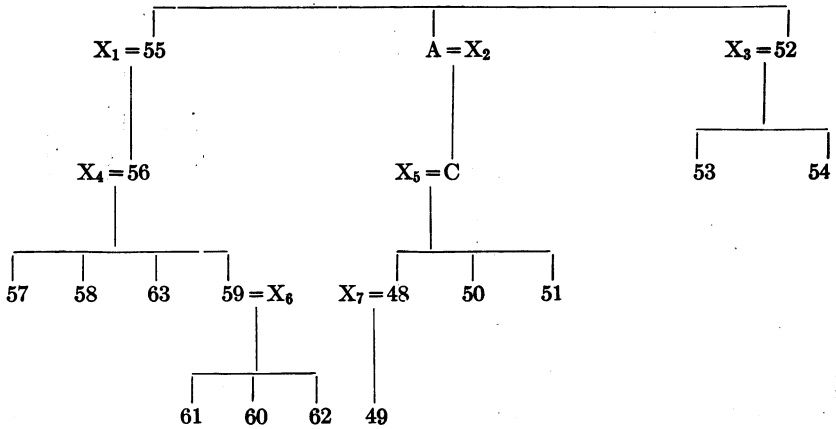 X₁ = 55 A = X₂ X₃ = 52
X₄ = 56 X₅ = C 53 54
57 58 63 59 = X₆ X₇ = 48 50 51
61 60 62 49